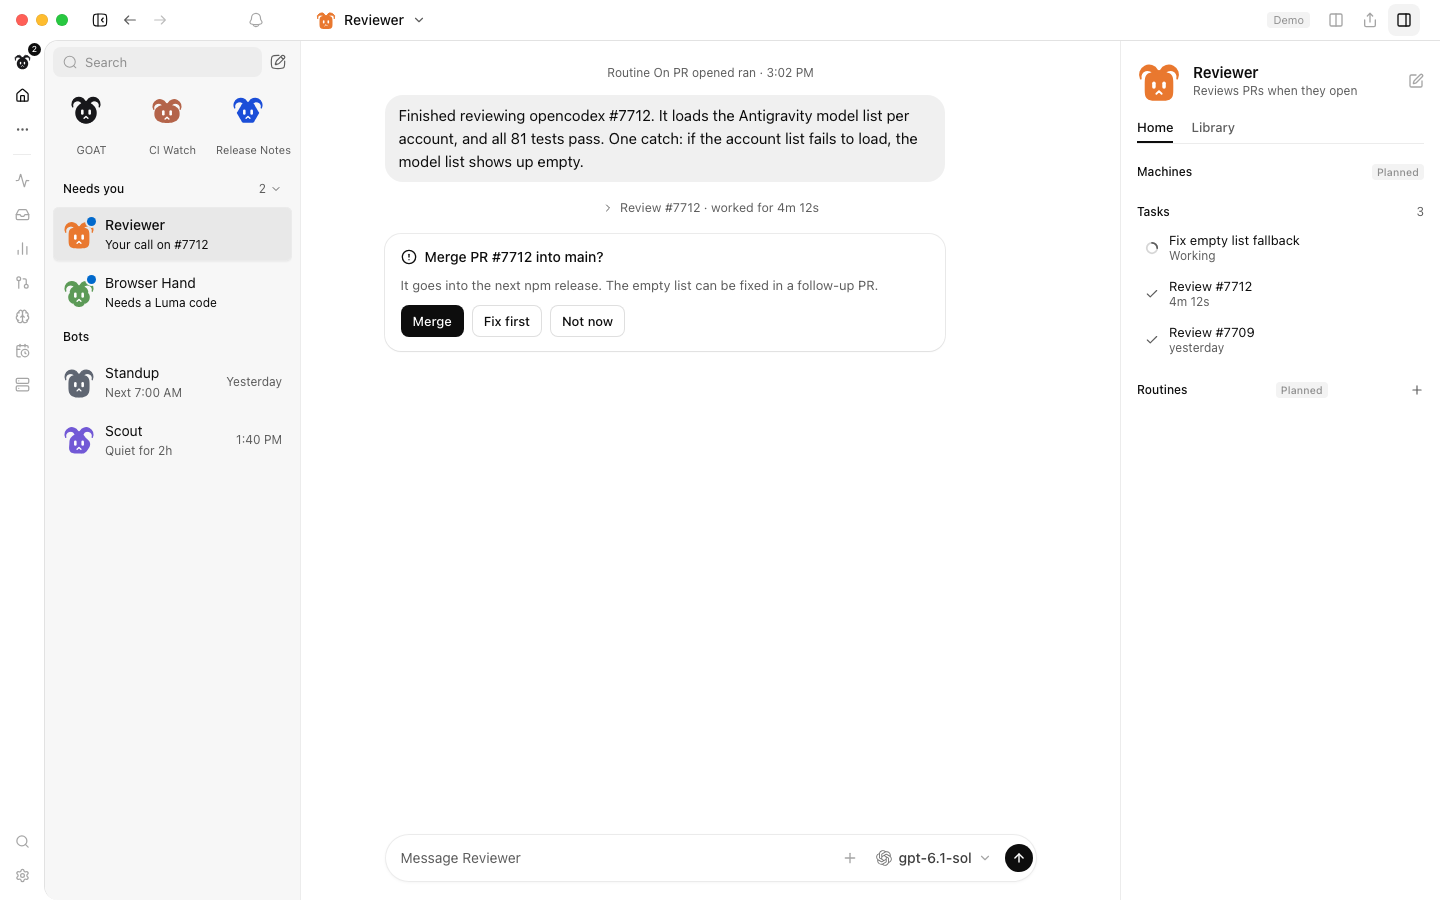 Reviewer
Demo
2
Search
GOAT
CI Watch
Release Notes
Needs you
2
Reviewer
Your call on #7712
Browser Hand
Needs a Luma code
Bots
Standup
Next 7:00 AM
Yesterday
Scout
Quiet for 2h
1:40 PM
Routine On PR opened ran · 3:02 PM
Finished reviewing opencodex #7712. It loads the Antigravity model list per
account, and all 81 tests pass. One catch: if the account list fails to load, the
model list shows up empty.
Review #7712 · worked for 4m 12s
Merge PR #7712 into main?
It goes into the next npm release. The empty list can be fixed in a follow-up PR.
Merge
Fix first
Not now
Message Reviewer
gpt-6.1-sol
Reviewer
Reviews PRs when they open
Home
Library
Machines
Planned
Tasks
3
Fix empty list fallback
Working
Review #7712
4m 12s
Review #7709
yesterday
Routines
Planned